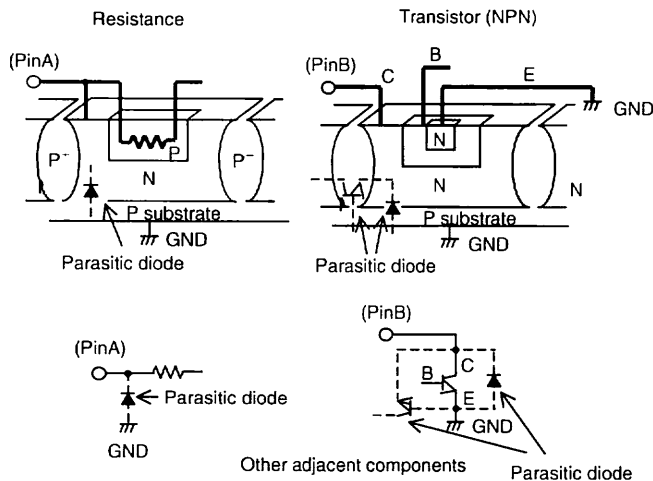 Resistance
Transistor (NPN)
(PinA)
(PinB)
C
B
E
GND
P+
P
N
P−
N
N
N
P substrate
GND
Parasitic diode
P substrate
GND
Parasitic diode
(PinA)
Parasitic diode
GND
(PinB)
B
C
E
GND
Other adjacent components
Parasitic diode